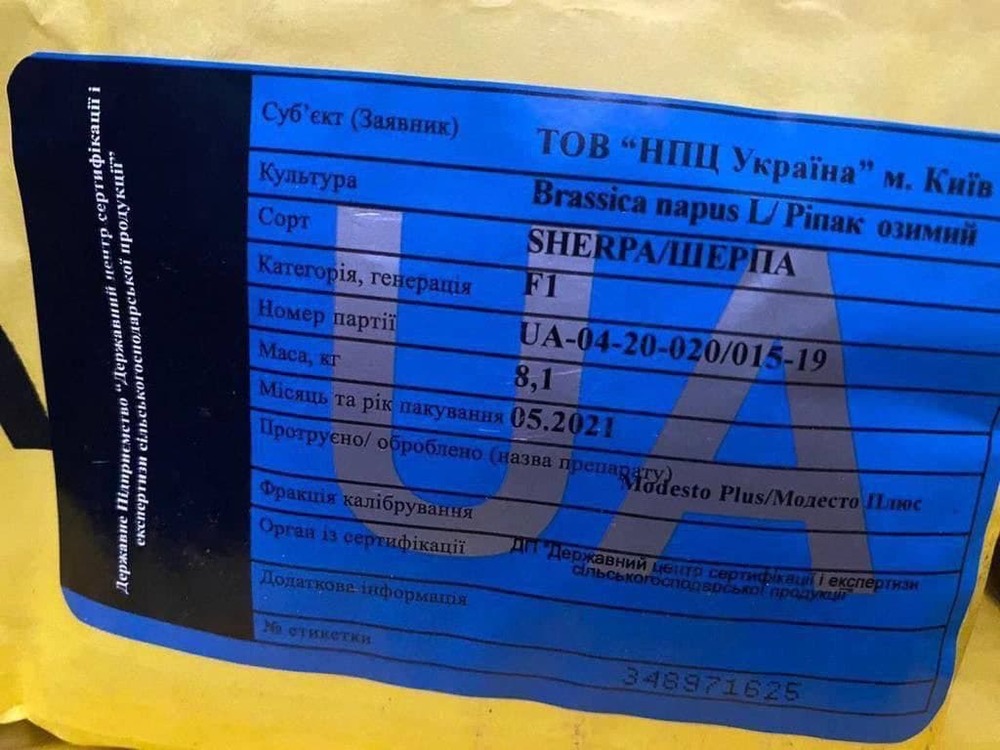 Державне Підприємство "Державний центр сертифікації і
експертизи сільськогосподарської продукції"
Суб'єкт (Заявник) ТОВ "НПЦ Україна" м. Київ
Культура Brassica napus L/ Ріпак озимий
Сорт SHERPA/ШЕРПА
Категорія, генерація F1
Номер партії UA-04-20-020/015-19
Маса, кг 8,1
Місяць та рік пакування 05.2021
Протруєно/ оброблено (назва препарату)
Modesto Plus/Модесто Плюс
Фракція калібрування
Орган із сертифікації ДП "Державний центр сертифікації і експертизи
сільськогосподарської продукції"
Додаткова інформація
№ етикетки 348971625
UA